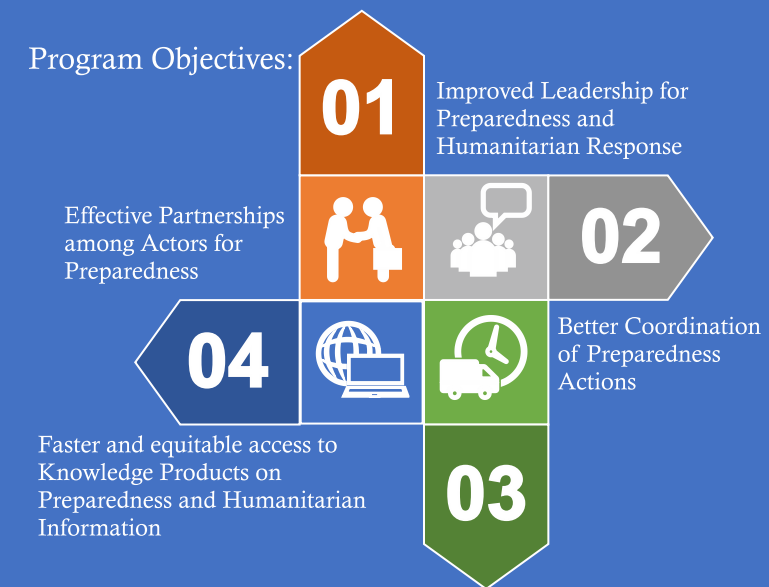 Program Objectives:
01
Improved Leadership for
Preparedness and
Humanitarian Response
Effective Partnerships
among Actors for
Preparedness
02
04
Better Coordination
of Preparedness
Actions
Faster and equitable access to
Knowledge Products on
Preparedness and Humanitarian
Information
03